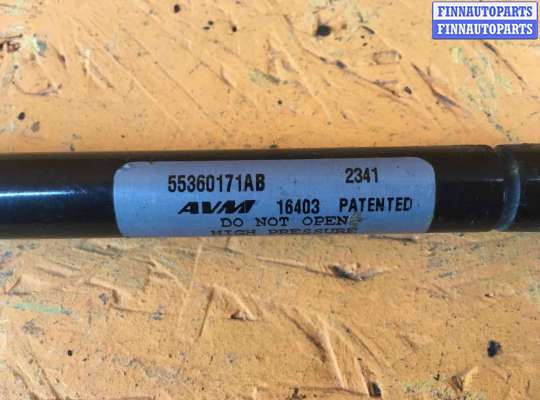 FINNAUTOPARTS
FINNAUTOPARTS
55360171AB 2341
AVM 16403 PATENTED
DO NOT OPEN
HIGH PRESSURE